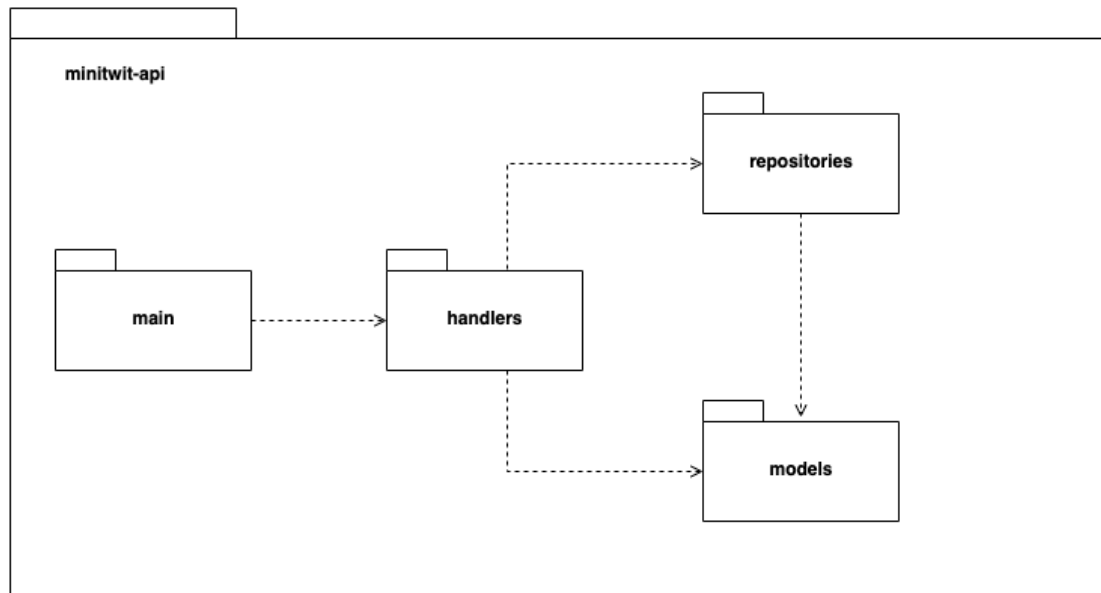 minitwit-api
repositories
main
handlers
models